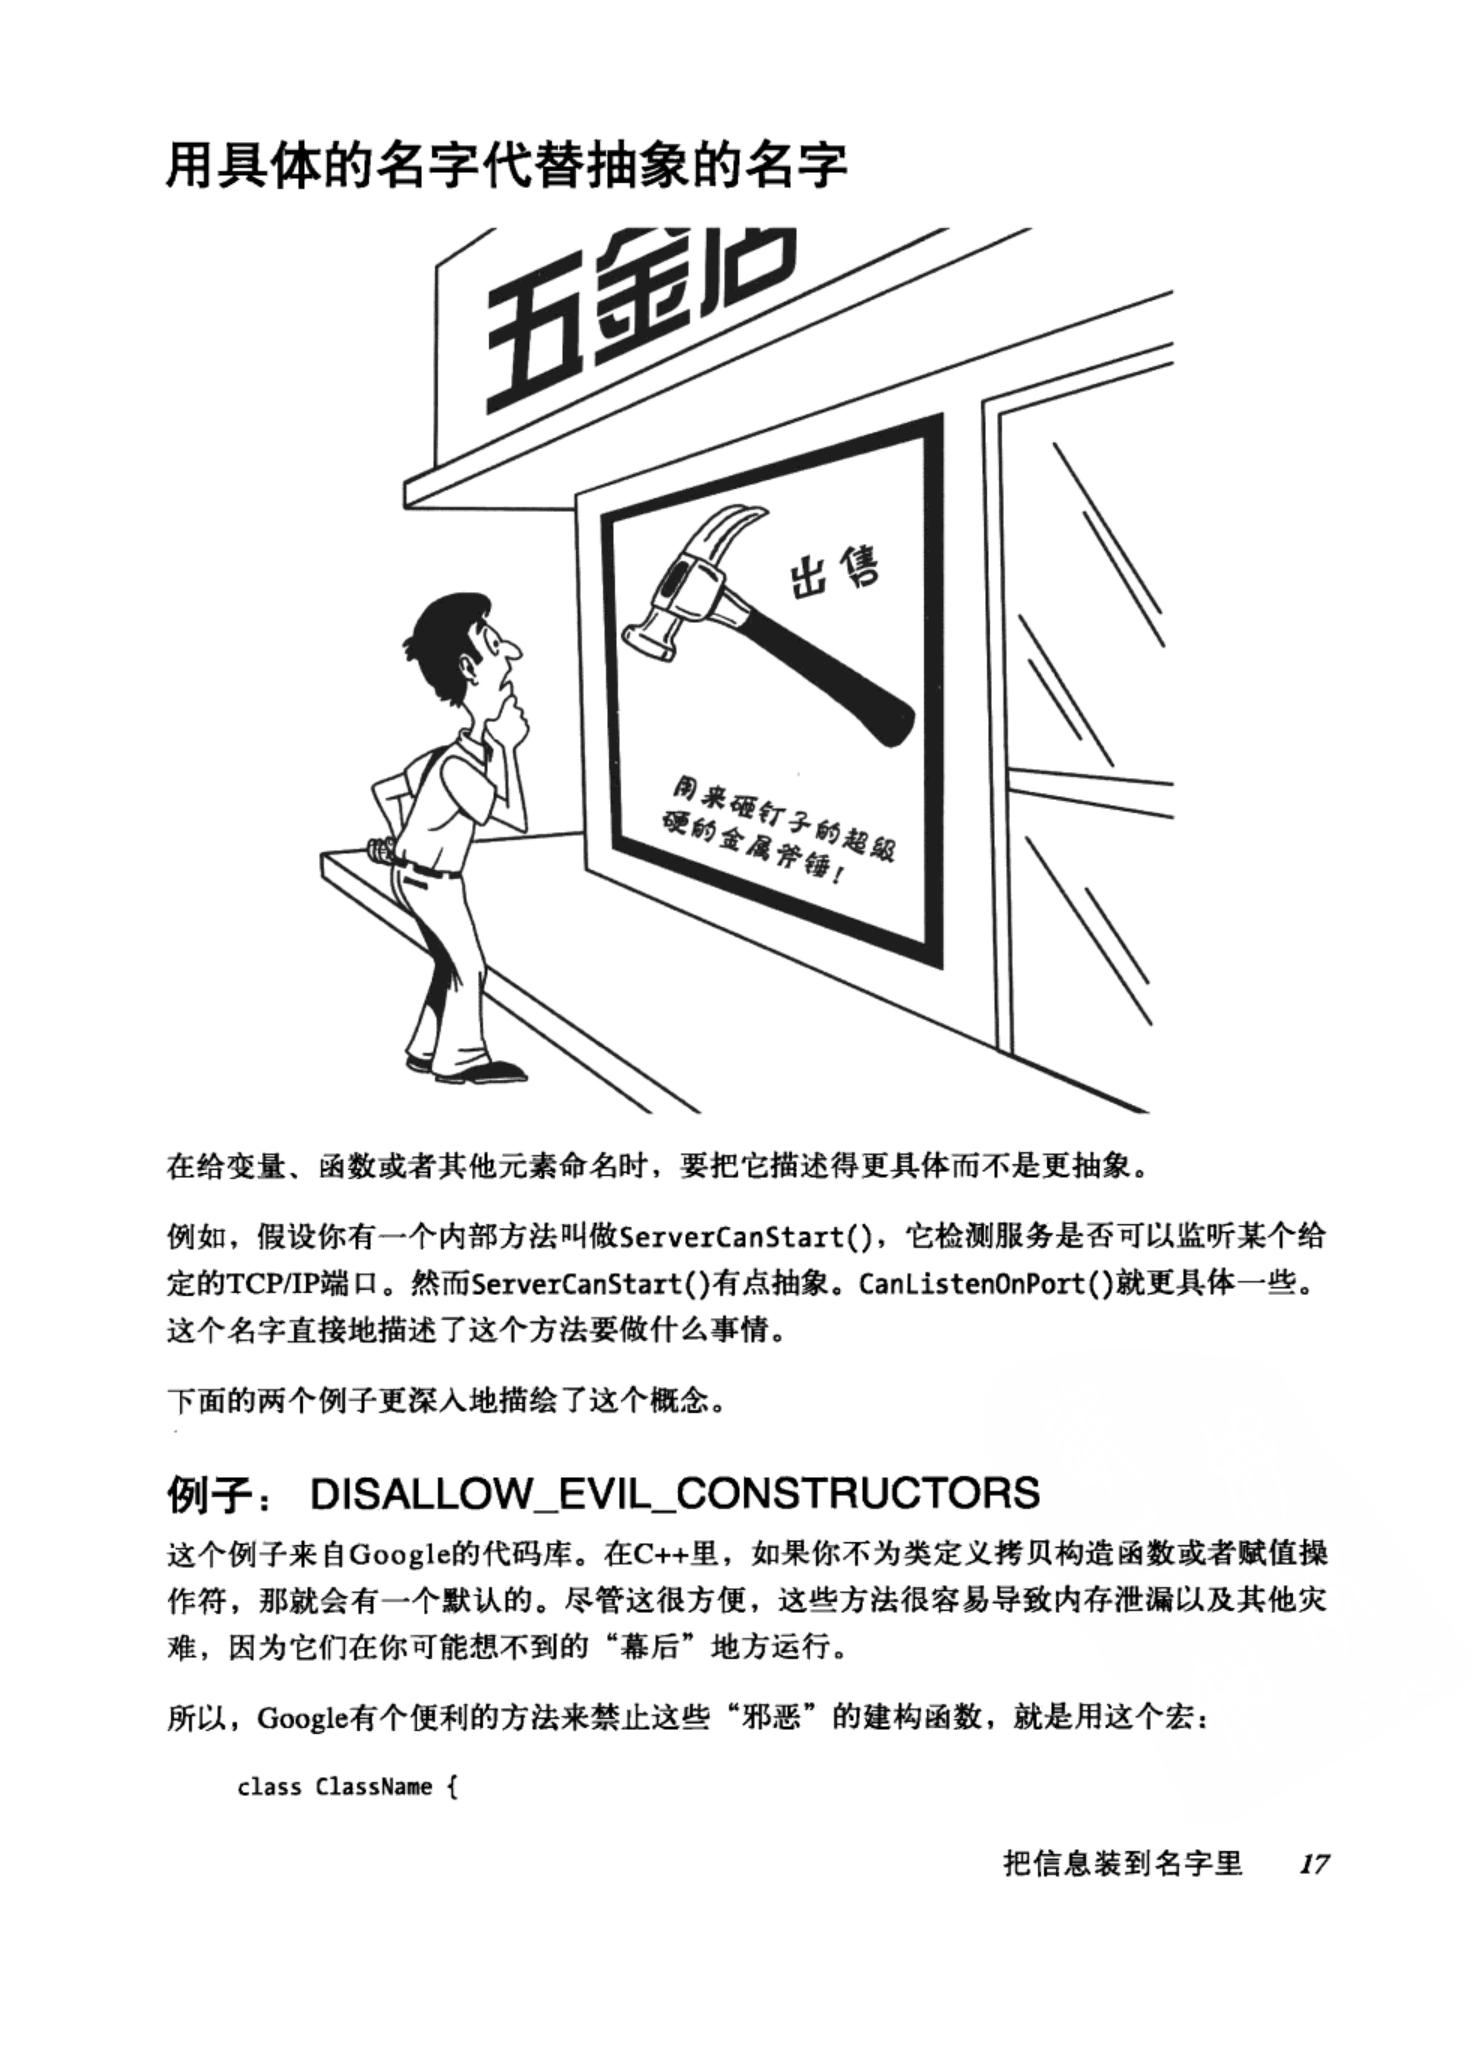 用具体的名字代替抽象的名字
五金店
出售
用来砸钉子的超级
硬的金属斧锤！
在给变量、函数或者其他元素命名时，要把它描述得更具体而不是更抽象。
例如，假设你有一个内部方法叫做ServerCanStart()，它检测服务是否可以监听某个给
定的TCP/IP端口。然而ServerCanStart()有点抽象。CanListenOnPort()就更具体一些。
这个名字直接地描述了这个方法要做什么事情。
下面的两个例子更深入地描绘了这个概念。
例子： DISALLOW_EVIL_CONSTRUCTORS
这个例子来自Google的代码库。在C++里，如果你不为类定义拷贝构造函数或者赋值操
作符，那就会有一个默认的。尽管这很方便，这些方法很容易导致内存泄漏以及其他灾
难，因为它们在你可能想不到的“幕后”地方运行。
所以，Google有个便利的方法来禁止这些“邪恶”的建构函数，就是用这个宏：
class ClassName {
把信息装到名字里 17